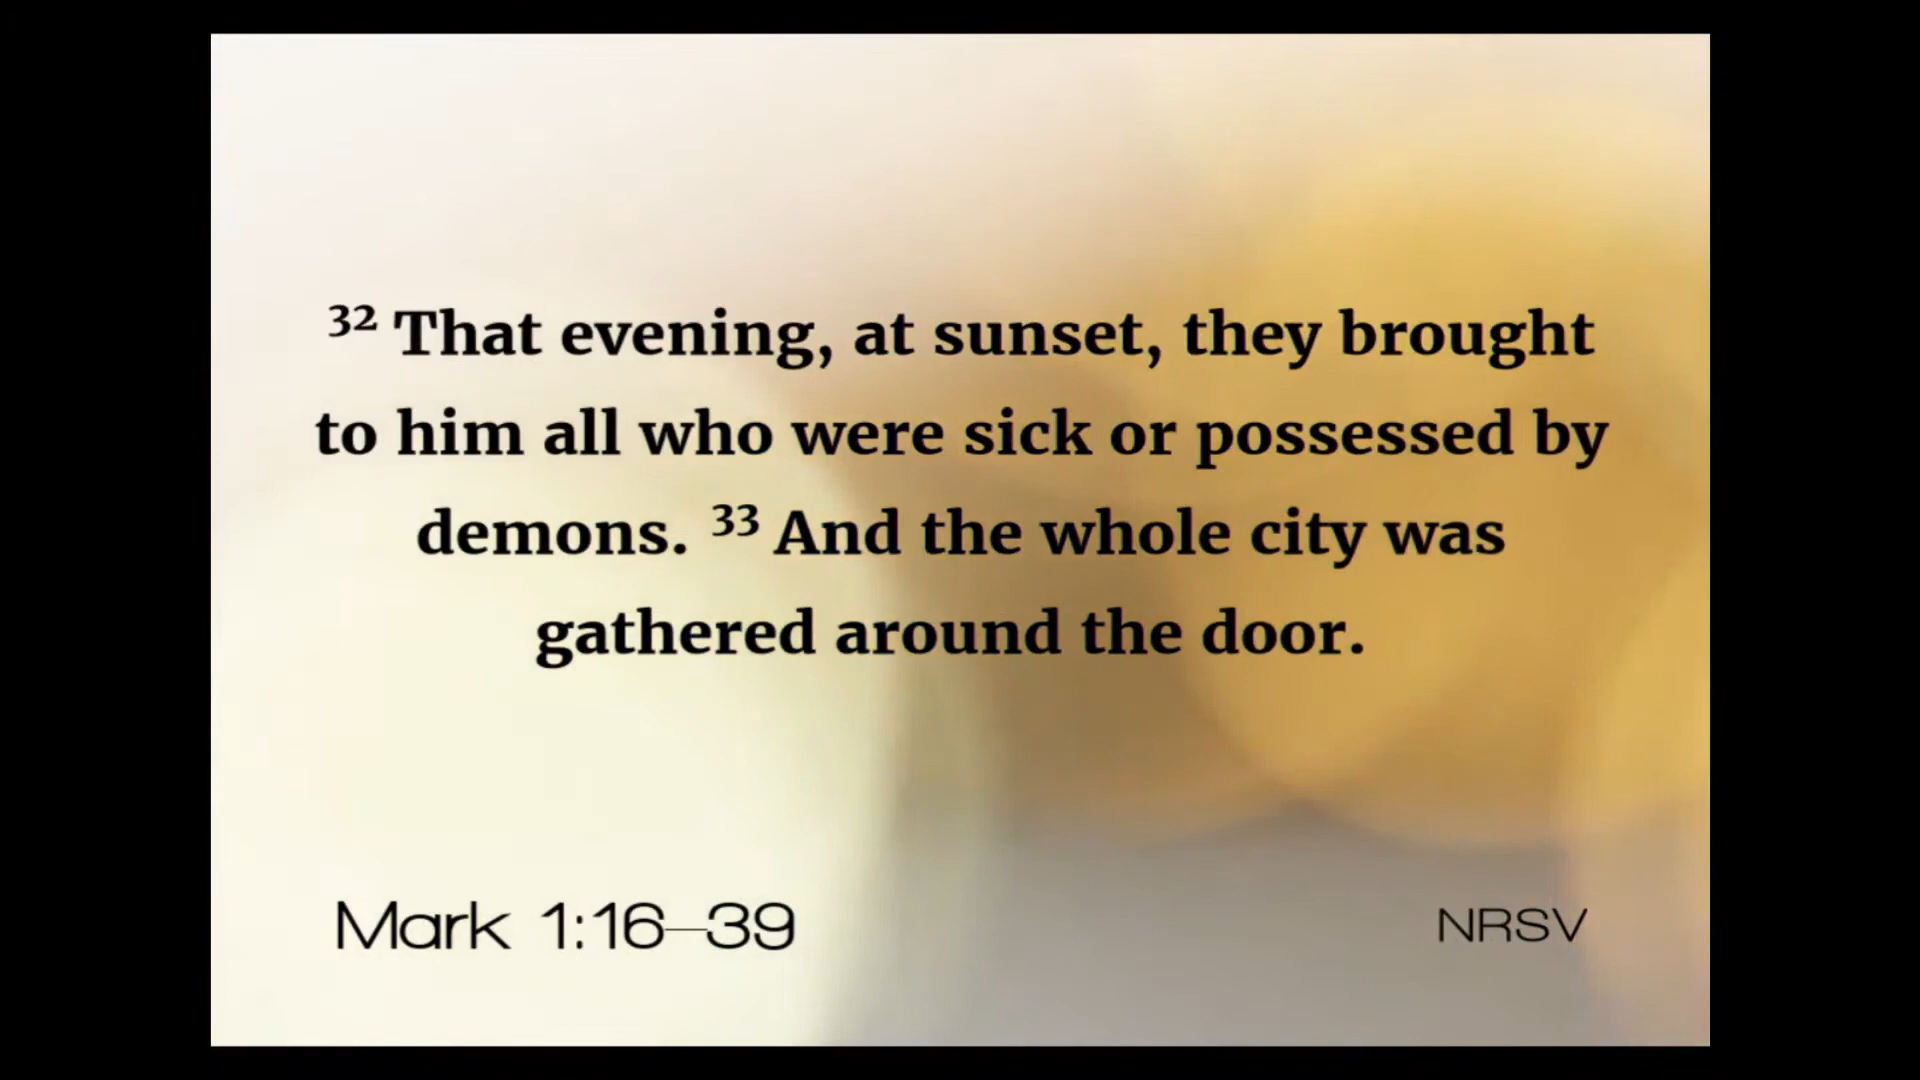 ³² That evening, at sunset, they brought
to him all who were sick or possessed by
demons. ³³ And the whole city was
gathered around the door.
Mark 1:16–39
NRSV